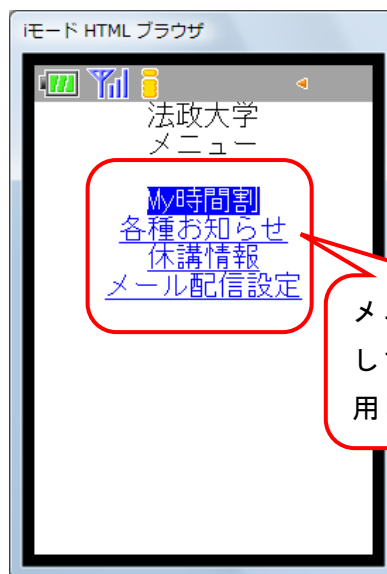 iモード HTML ブラウザ
法政大学
メニュー
My時間割
各種お知らせ
休講情報
メール配信設定
メ
し
用